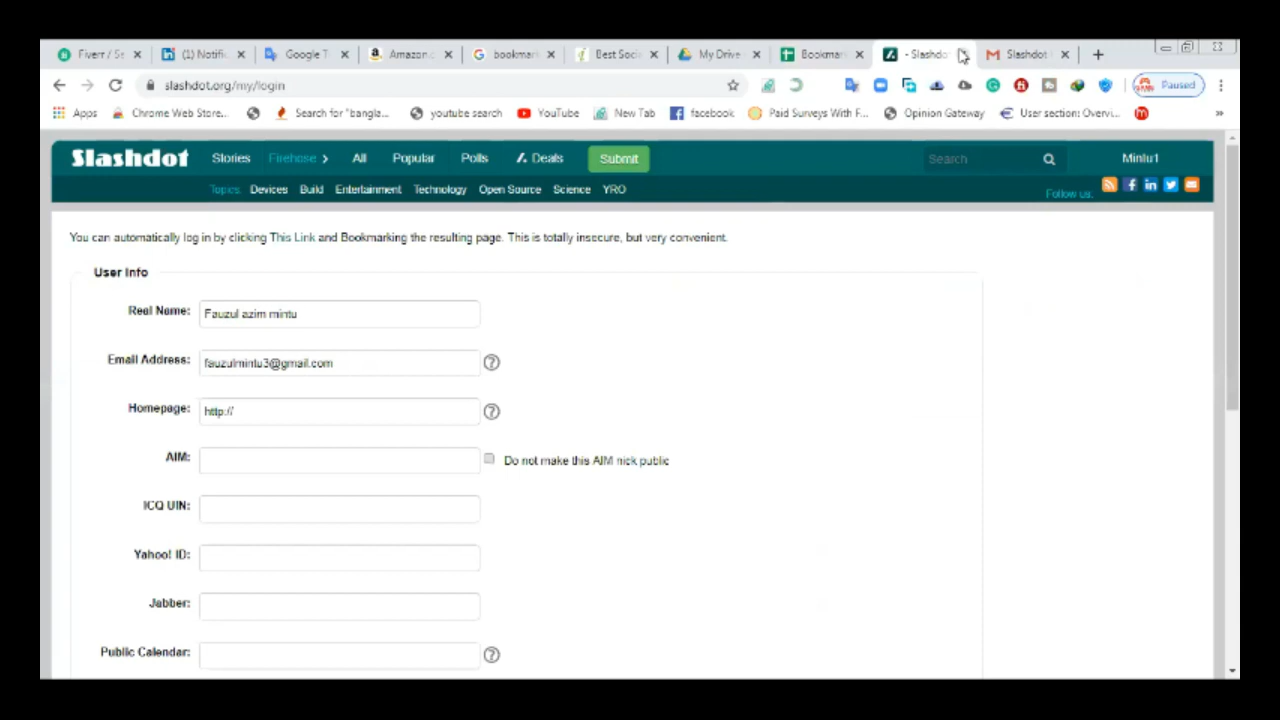 Fiverr / Se
(1) Notific
Google T
Amazon.c
bookmar
Best Soci
My Drive
Bookmar
- Slashdo
Slashdot
slashdot.org/my/login
Paused
Apps
Chrome Web Store...
Search for "bangla...
youtube search
YouTube
New Tab
facebook
Paid Surveys With F...
Opinion Gateway
User section: Overvi...
»
Slashdot
Stories
Firehose >
All
Popular
Polls
Deals
Submit
Search
Mintu1
Topics:
Devices
Build
Entertainment
Technology
Open Source
Science
YRO
Follow us:
You can automatically log in by clicking This Link and Bookmarking the resulting page. This is totally insecure, but very convenient.
User Info
Real Name:
Fauzul azim mintu
Email Address:
fauzulmintu3@gmail.com
Homepage:
http://
AIM:
Do not make this AIM nick public
ICQ UIN:
Yahoo! ID:
Jabber:
Public Calendar: